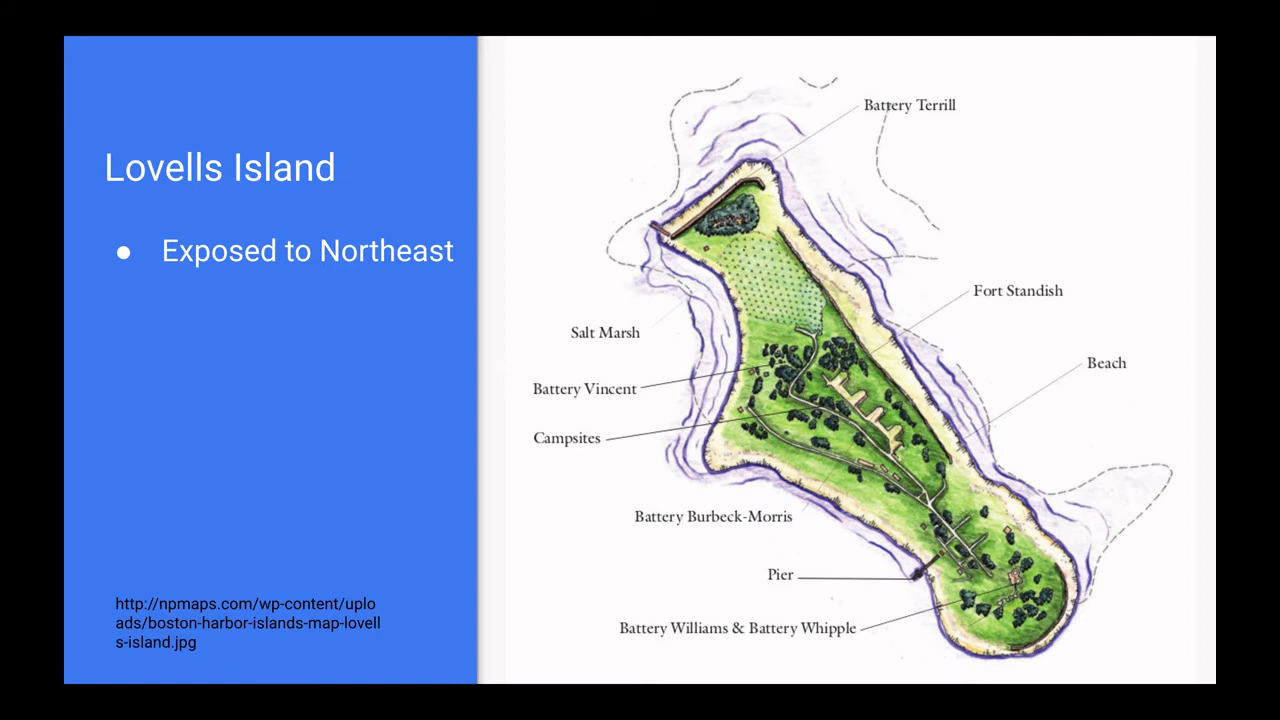 Lovells Island
● Exposed to Northeast
http://npmaps.com/wp-content/uplo
ads/boston-harbor-islands-map-lovell
s-island.jpg
Battery Terrill
Fort Standish
Salt Marsh
Beach
Battery Vincent
Campsites
Battery Burbeck-Morris
Pier
Battery Williams & Battery Whipple